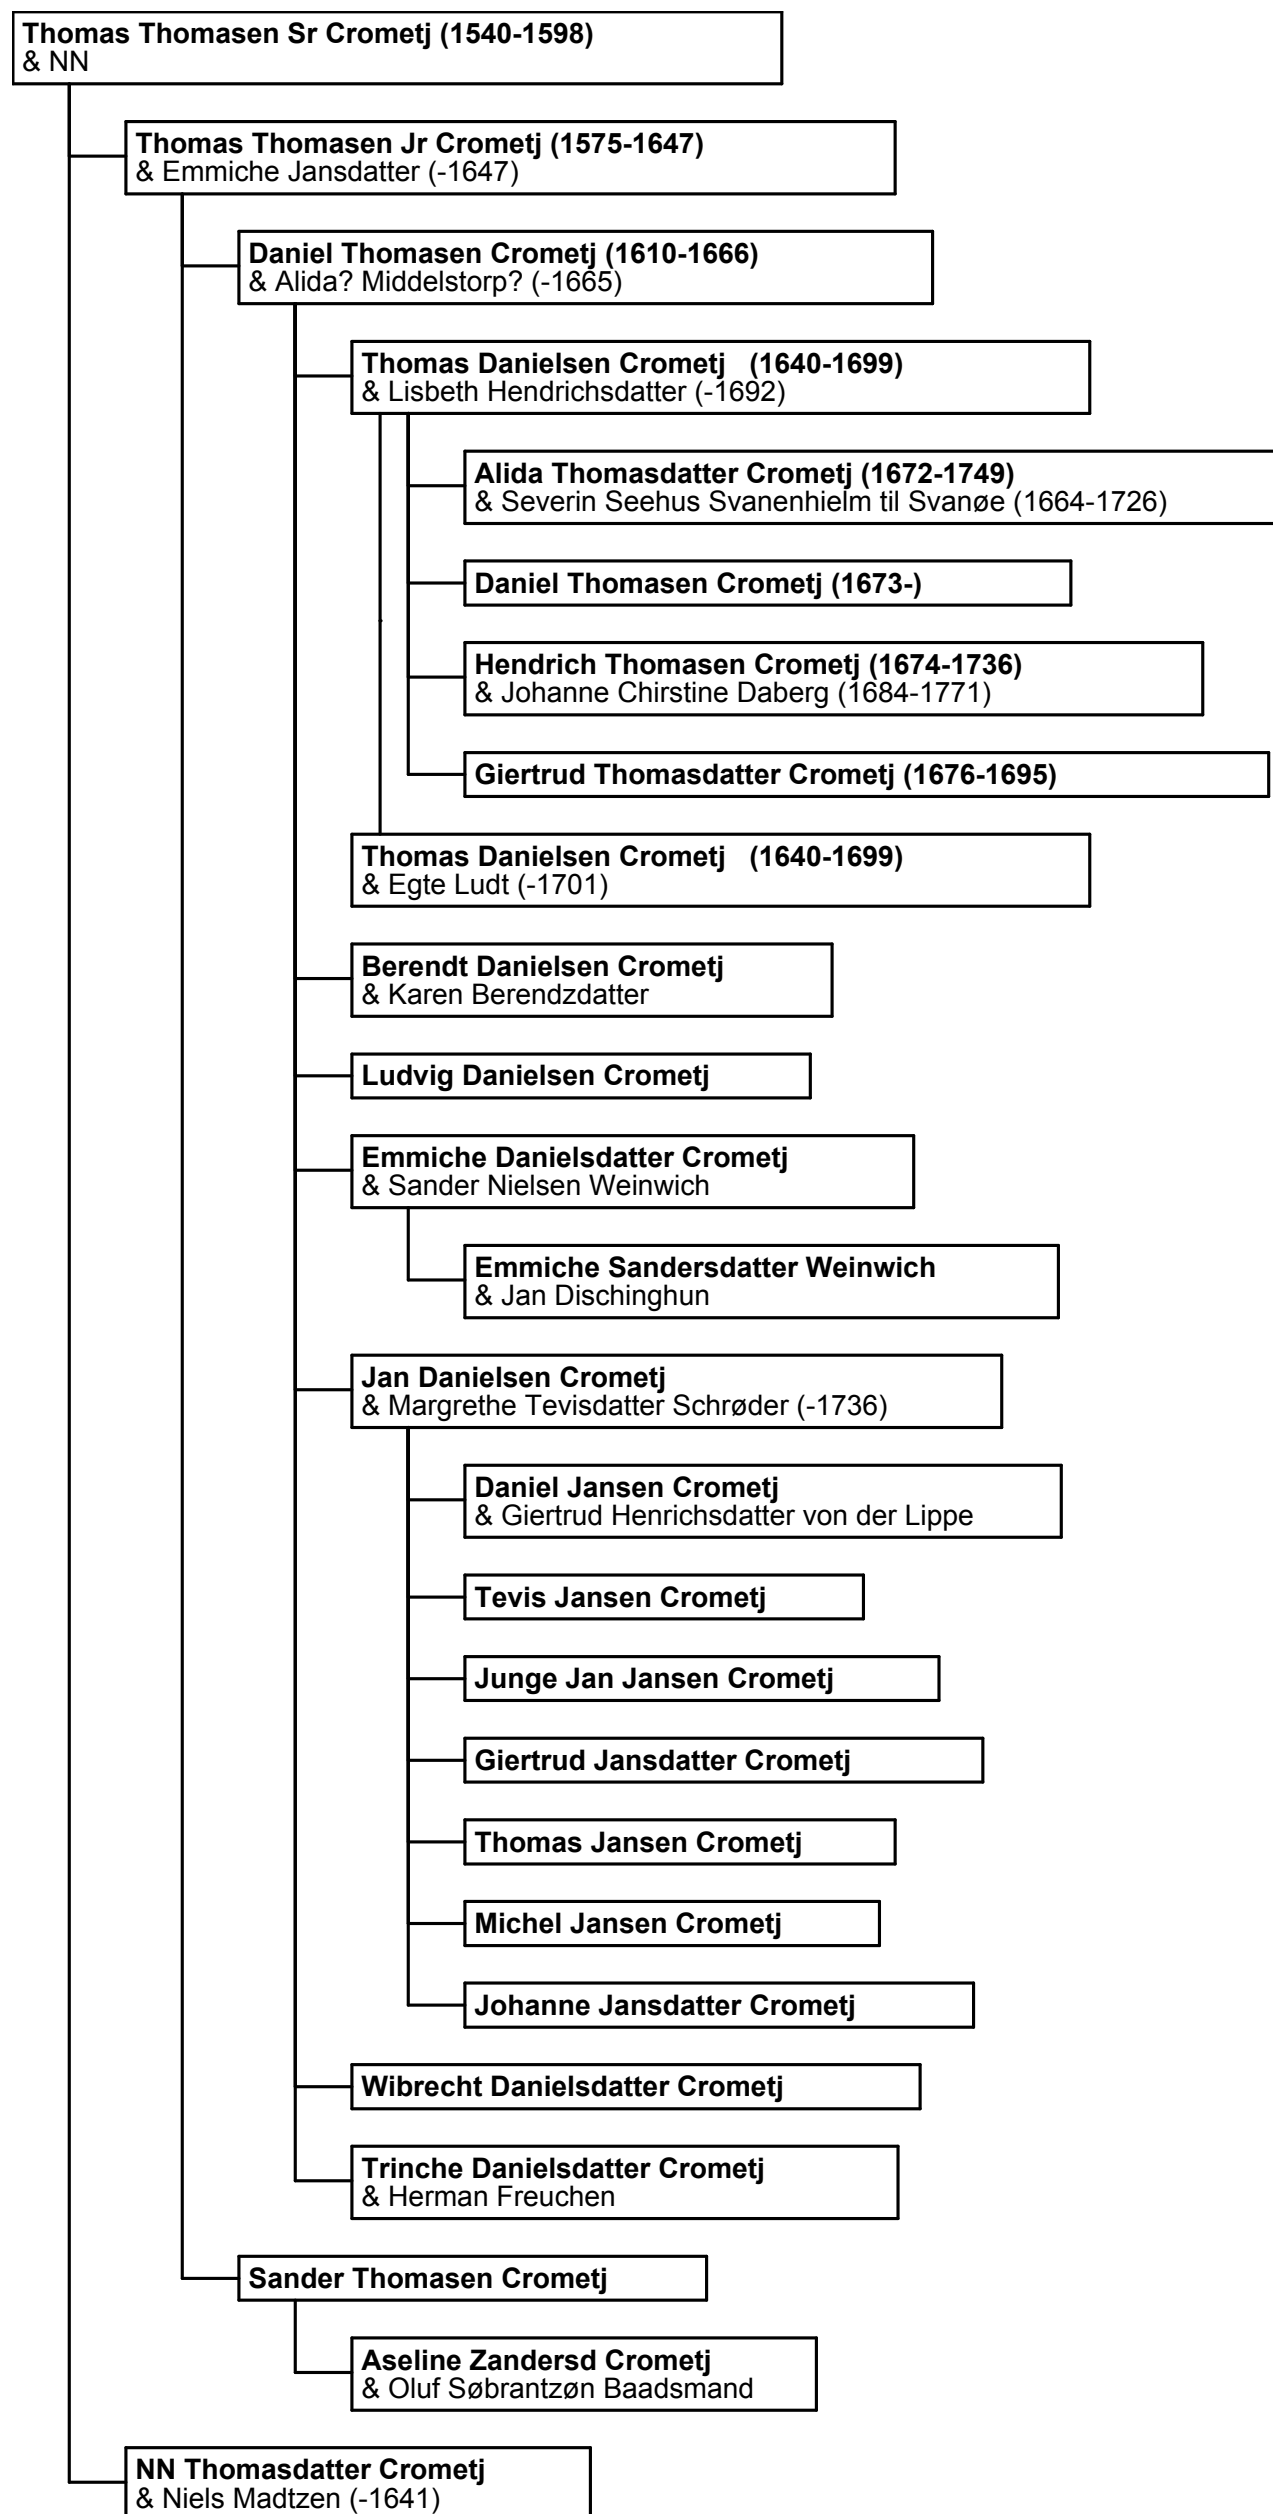 Thomas Thomasen Sr Crometj (1540-1598)
& NN
Thomas Thomasen Jr Crometj (1575-1647)
& Emmiche Jansdatter (-1647)
Daniel Thomasen Crometj (1610-1666)
& Alida? Middelstorp? (-1665)
Thomas Danielsen Crometj   (1640-1699)
& Lisbeth Hendrichsdatter (-1692)
Alida Thomasdatter Crometj (1672-1749)
& Severin Seehus Svanenhielm til Svanøe (1664-1726)
Daniel Thomasen Crometj (1673-)
Hendrich Thomasen Crometj (1674-1736)
& Johanne Chirstine Daberg (1684-1771)
Giertrud Thomasdatter Crometj (1676-1695)
Thomas Danielsen Crometj   (1640-1699)
& Egte Ludt (-1701)
Berendt Danielsen Crometj
& Karen Berendzdatter
Ludvig Danielsen Crometj
Emmiche Danielsdatter Crometj
& Sander Nielsen Weinwich
Emmiche Sandersdatter Weinwich
& Jan Dischinghun
Jan Danielsen Crometj
& Margrethe Tevisdatter Schrøder (-1736)
Daniel Jansen Crometj
& Giertrud Henrichsdatter von der Lippe
Tevis Jansen Crometj
Junge Jan Jansen Crometj
Giertrud Jansdatter Crometj
Thomas Jansen Crometj
Michel Jansen Crometj
Johanne Jansdatter Crometj
Wibrecht Danielsdatter Crometj
Trinche Danielsdatter Crometj
& Herman Freuchen
Sander Thomasen Crometj
Aseline Zandersd Crometj
& Oluf Søbrantzøn Baadsmand
NN Thomasdatter Crometj
& Niels Madtzen (-1641)